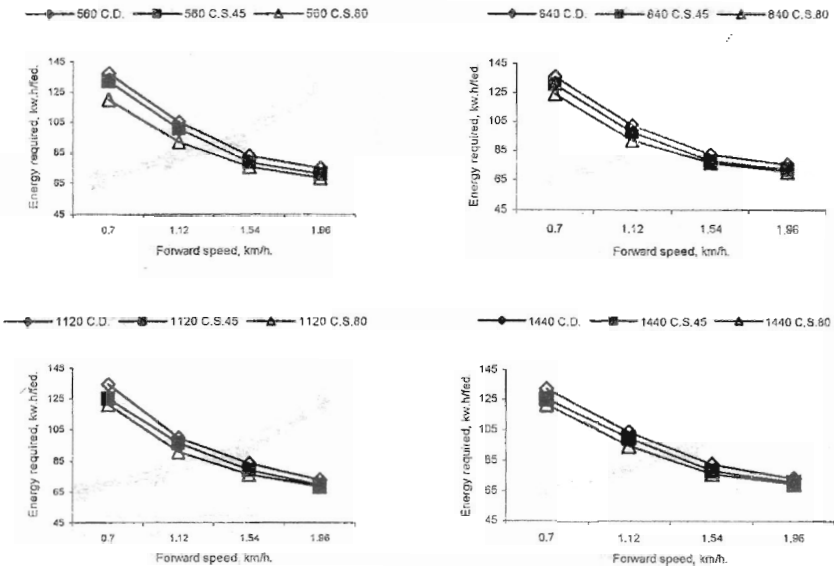 560 C.D. 560 C.S.45 560 C.S.80
145
125
105
85
65
45
Energy required, kw.h/fed.
0.7 1.12 1.54 1.96
Forward speed, km/h.
840 C.D. 840 C.S.45 840 C.S.80
145
125
105
85
65
45
Energy required, kw.h/fed.
0.7 1.12 1.54 1.96
Forward speed, km/h.
1120 C.D. 1120 C.S.45 1120 C.S.80
145
125
105
85
65
45
Energy required, kw.h/fed.
0.7 1.12 1.54 1.96
Forward speed, km/h.
1440 C.D. 1440 C.S.45 1440 C.S.80
145
125
105
85
65
45
Energy required, kw.h/fed.
0.7 1.12 1.54 1.96
Forward speed, km/h.